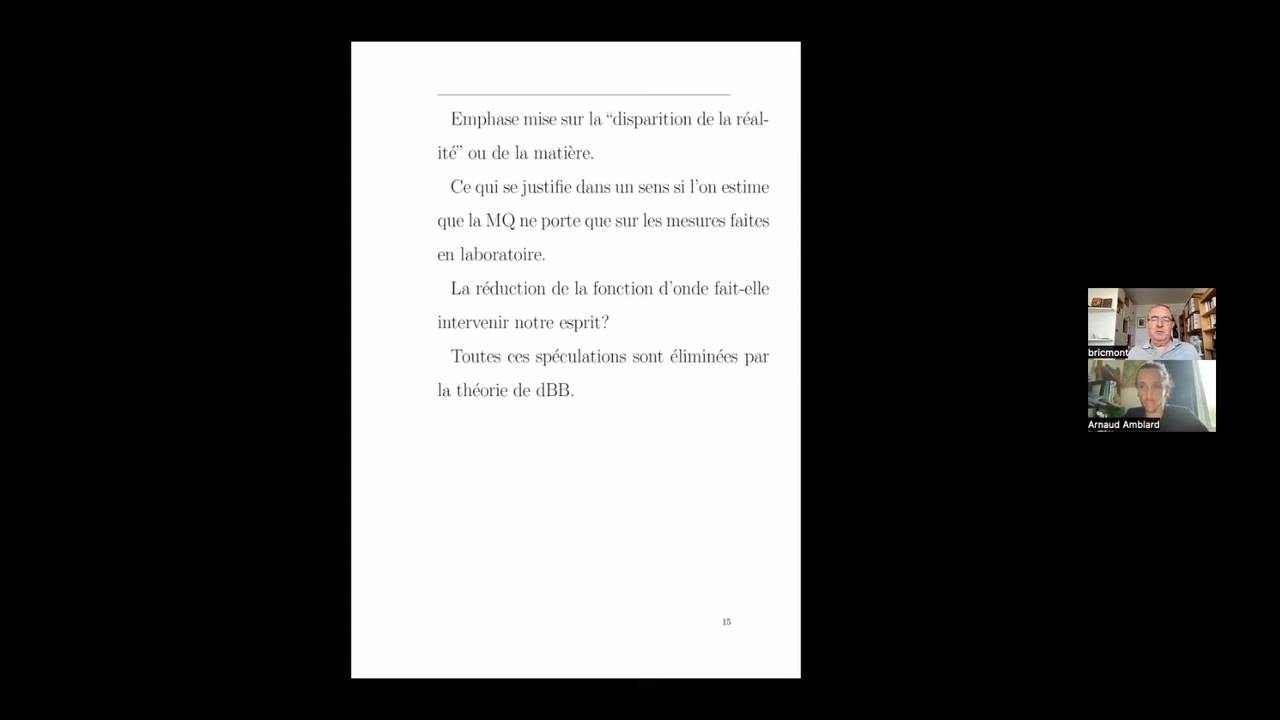 Emphase mise sur la “disparition de la réal-
ité” ou de la matière.
Ce qui se justifie dans un sens si l’on estime
que la MQ ne porte que sur les mesures faites
en laboratoire.
La réduction de la fonction d’onde fait-elle
intervenir notre esprit?
Toutes ces spéculations sont éliminées par
la théorie de dBB.
15
bricmont
Arnaud Amblard